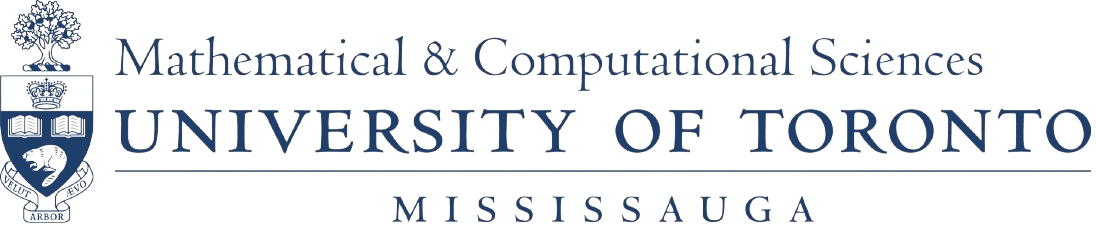 Mathematical & Computational Sciences
UNIVERSITY OF TORONTO
MISSISSAUGA
VELUT ÆVO
ARBOR